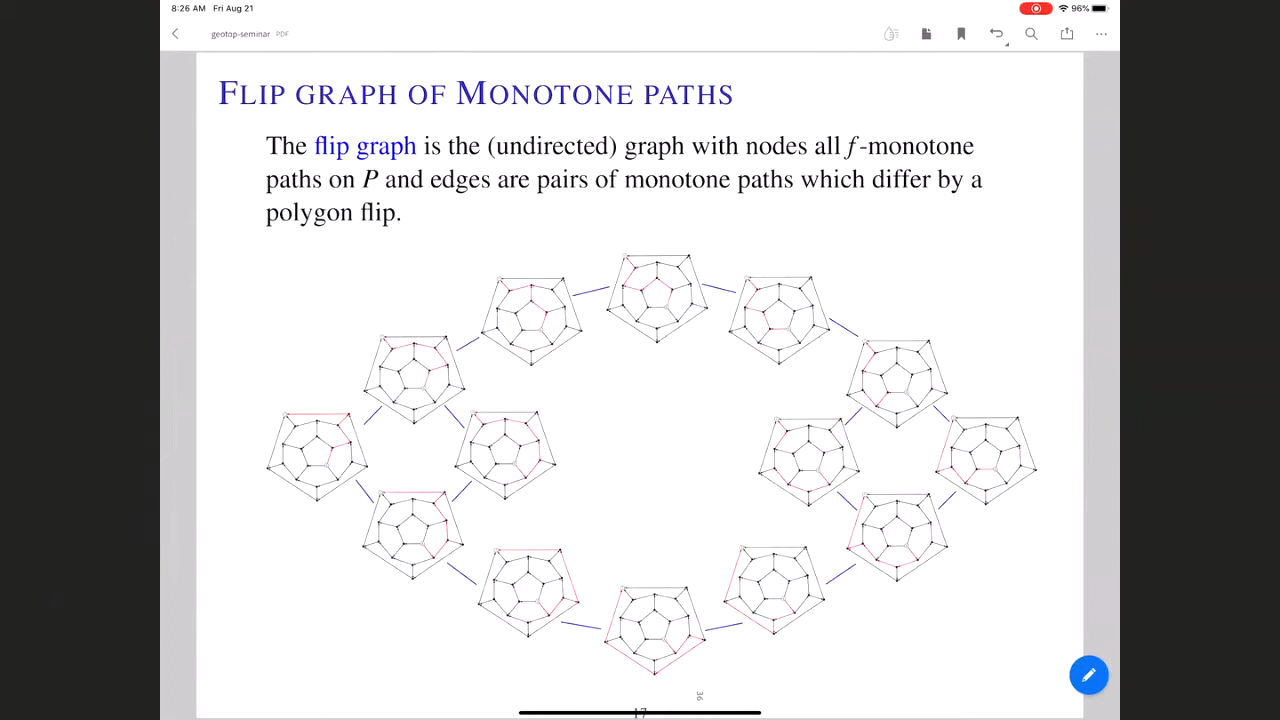 8:26 AM Fri Aug 21
96%
geotop-seminar PDF
FLIP GRAPH OF MONOTONE PATHS
The flip graph is the (undirected) graph with nodes all f-monotone
paths on P and edges are pairs of monotone paths which differ by a
polygon flip.
36
17